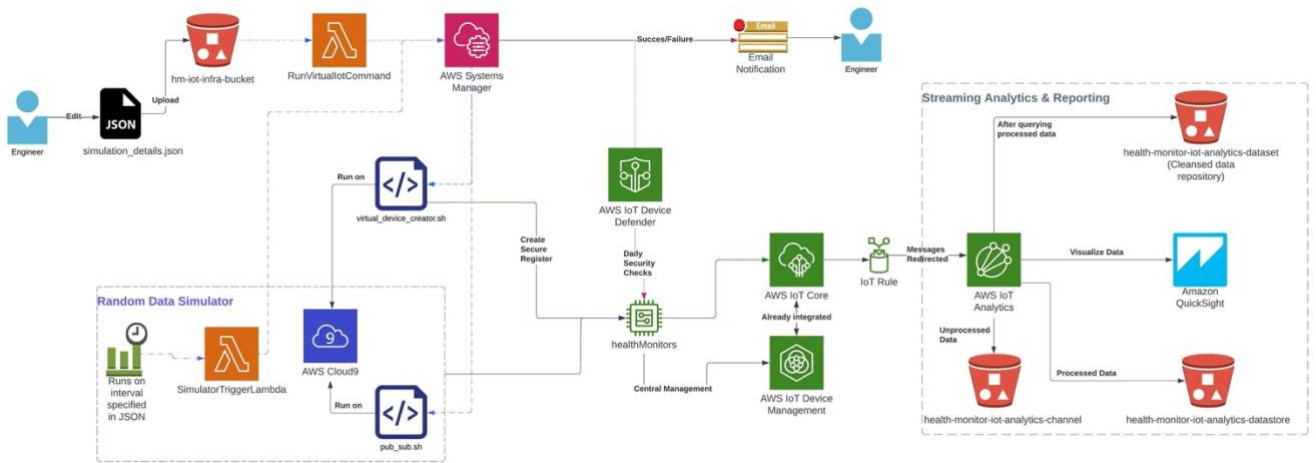 Email
Succes/Failure
Email
Notification
Engineer
hm-iot-infra-bucket
RunVirtualIotCommand
AWS Systems
Manager
Upload
Edit
JSON
Engineer
simulation_details.json
Streaming Analytics & Reporting
After querying
processed data
health-monitor-iot-analytics-dataset
(Cleansed data
repository)
Run on
</>
virtual_device_creator.sh
AWS IoT Device
Defender
Create
Secure
Register
Daily
Security
Checks
AWS IoT Core
IoT Rule
Messages
Redirected
AWS IoT
Analytics
Visualize Data
Amazon
QuickSight
Random Data Simulator
Already integrated
healthMonitors
Unprocessed
Data
9
AWS Cloud9
SimulatorTriggerLambda
Runs on
interval
specified
in JSON
Processed Data
Central Management
AWS IoT Device
Management
Run on
</>
pub_sub.sh
health-monitor-iot-analytics-channel
health-monitor-iot-analytics-datastore